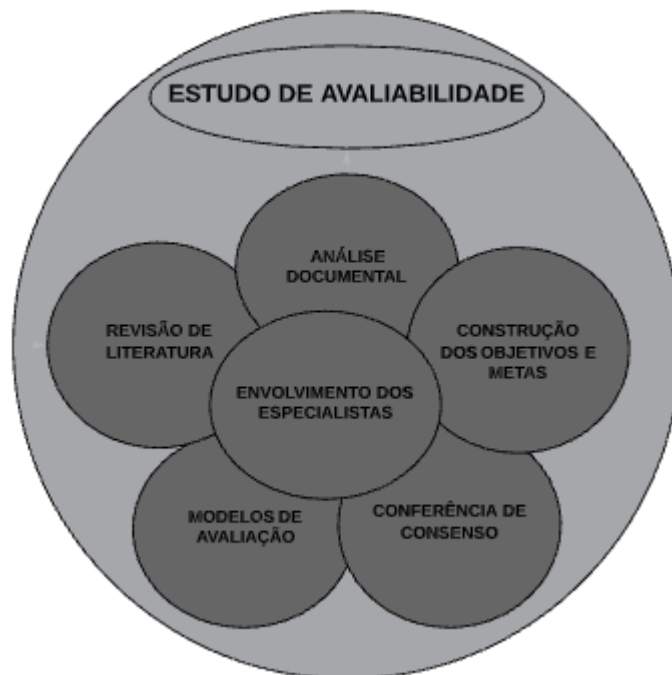 ESTUDO DE AVALIABILIDADE
ANÁLISE
DOCUMENTAL
REVISÃO DE
LITERATURA
CONSTRUÇÃO
DOS OBJETIVOS E
METAS
ENVOLVIMENTO DOS
ESPECIALISTAS
MODELOS DE
AVALIAÇÃO
CONFERÊNCIA DE
CONSENSO